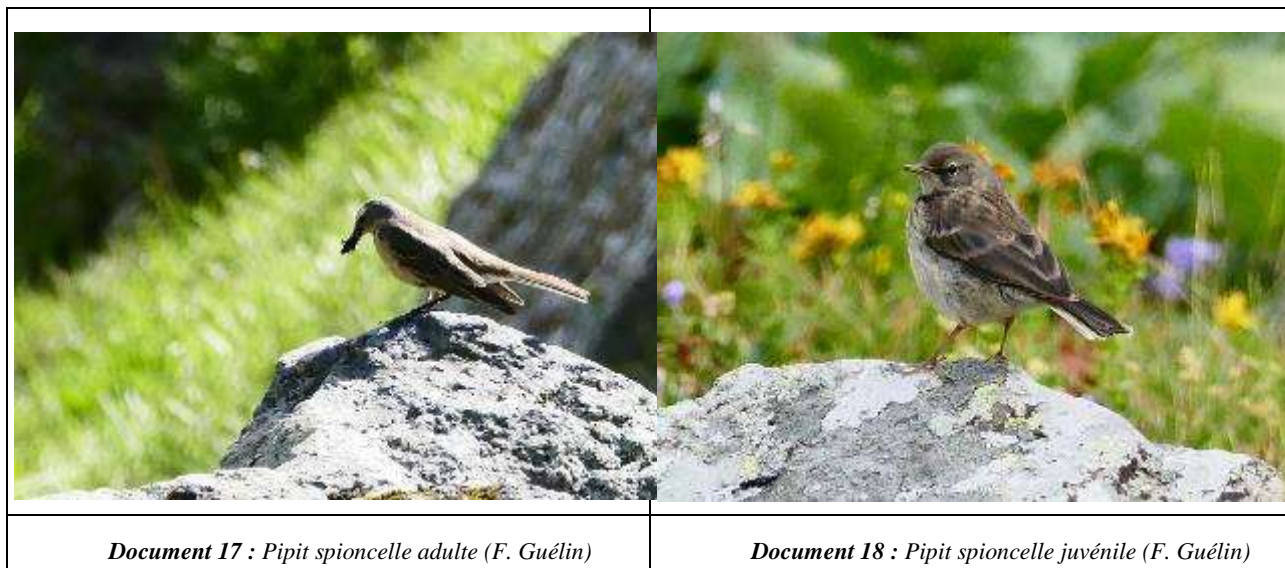 Document 17 : Pipit spioncelle adulte (F. Guélin)
Document 18 : Pipit spioncelle juvénile (F. Guélin)